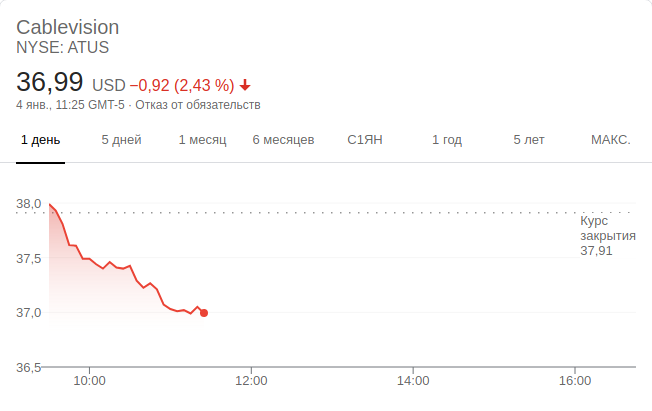 Cablevision
NYSE: ATUS
36,99 USD −0,92 (2,43 %)
4 янв., 11:25 GMT-5 · Отказ от обязательств
1 день 5 дней 1 месяц 6 месяцев С1ЯН 1 год 5 лет МАКС.
38,0
Курс
закрытия
37,91
37,5
37,0
36,5
10:00 12:00 14:00 16:00